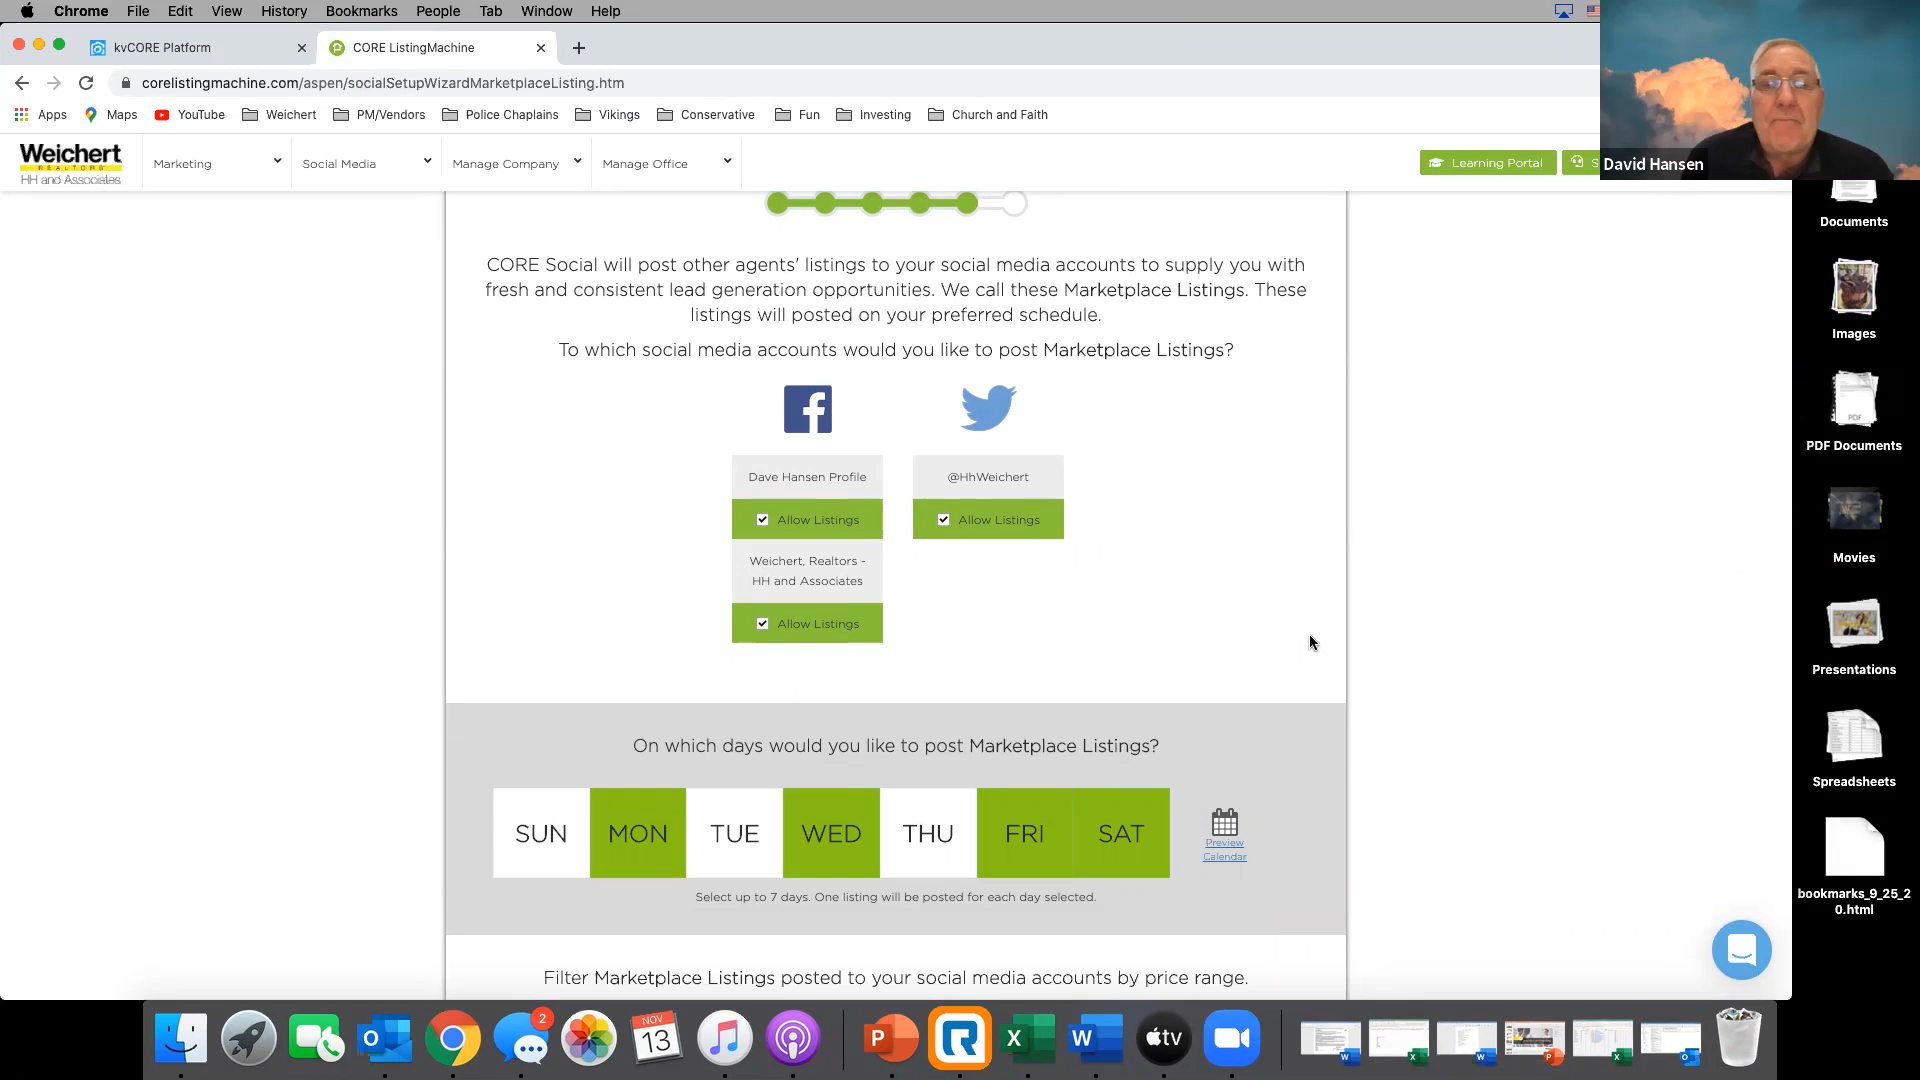 Chrome File Edit View History Bookmarks People Tab Window Help
kvCORE Platform
CORE ListingMachine
corelistingmachine.com/aspen/socialSetupWizardMarketplaceListing.htm
Apps Maps YouTube Weichert PM/Vendors Police Chaplains Vikings Conservative Fun Investing Church and Faith
Weichert
REALTORS®
HH and Associates
Marketing Social Media Manage Company Manage Office
Learning Portal
David Hansen
CORE Social will post other agents' listings to your social media accounts to supply you with
fresh and consistent lead generation opportunities. We call these Marketplace Listings. These
listings will posted on your preferred schedule.
To which social media accounts would you like to post Marketplace Listings?
Dave Hansen Profile
@HhWeichert
Allow Listings
Allow Listings
Weichert, Realtors -
HH and Associates
Allow Listings
On which days would you like to post Marketplace Listings?
SUN MON TUE WED THU FRI SAT
Preview
Calendar
Select up to 7 days. One listing will be posted for each day selected.
Filter Marketplace Listings posted to your social media accounts by price range.
Documents
Images
PDF
PDF Documents
Movies
Presentations
Spreadsheets
bookmarks_9_25_2
0.html
2
NOV
13
tv